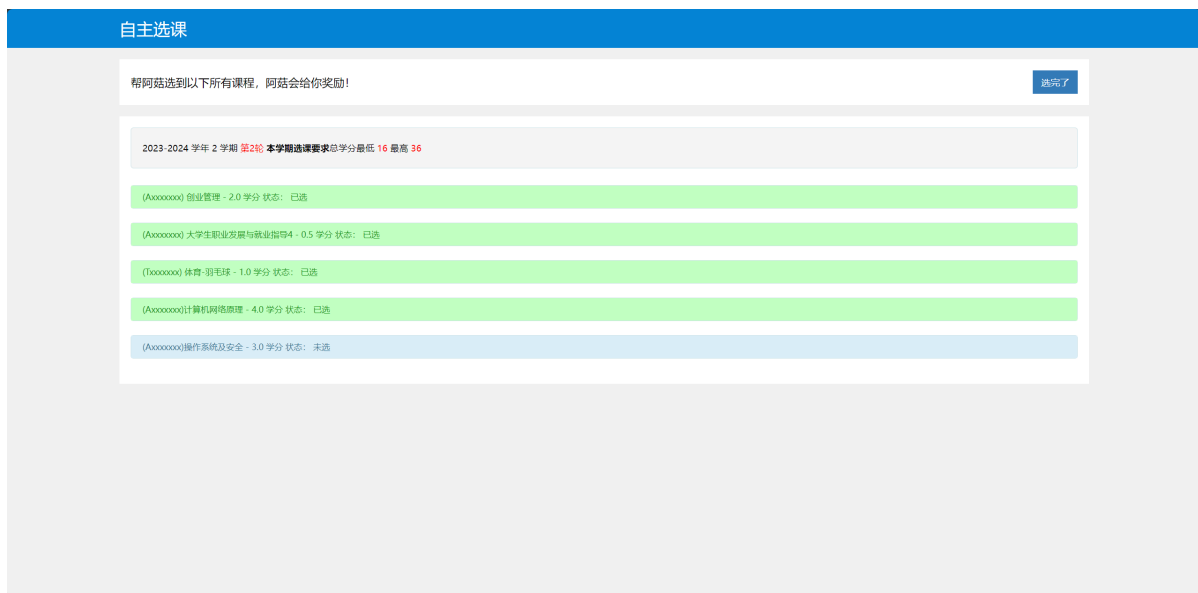 自主选课
帮阿菇选到以下所有课程，阿菇会给你奖励！
选完了
2023-2024 学年 2 学期 第2轮 本学期选课要求总学分最低 16 最高 36
(Axxxxxxx) 创业管理 - 2.0 学分 状态： 已选
(Axxxxxxx) 大学生职业发展与就业指导4 - 0.5 学分 状态： 已选
(Txxxxxxx) 体育-羽毛球 - 1.0 学分 状态： 已选
(Axxxxxxx)计算机网络原理 - 4.0 学分 状态： 已选
(Axxxxxxx)操作系统及安全 - 3.0 学分 状态： 未选